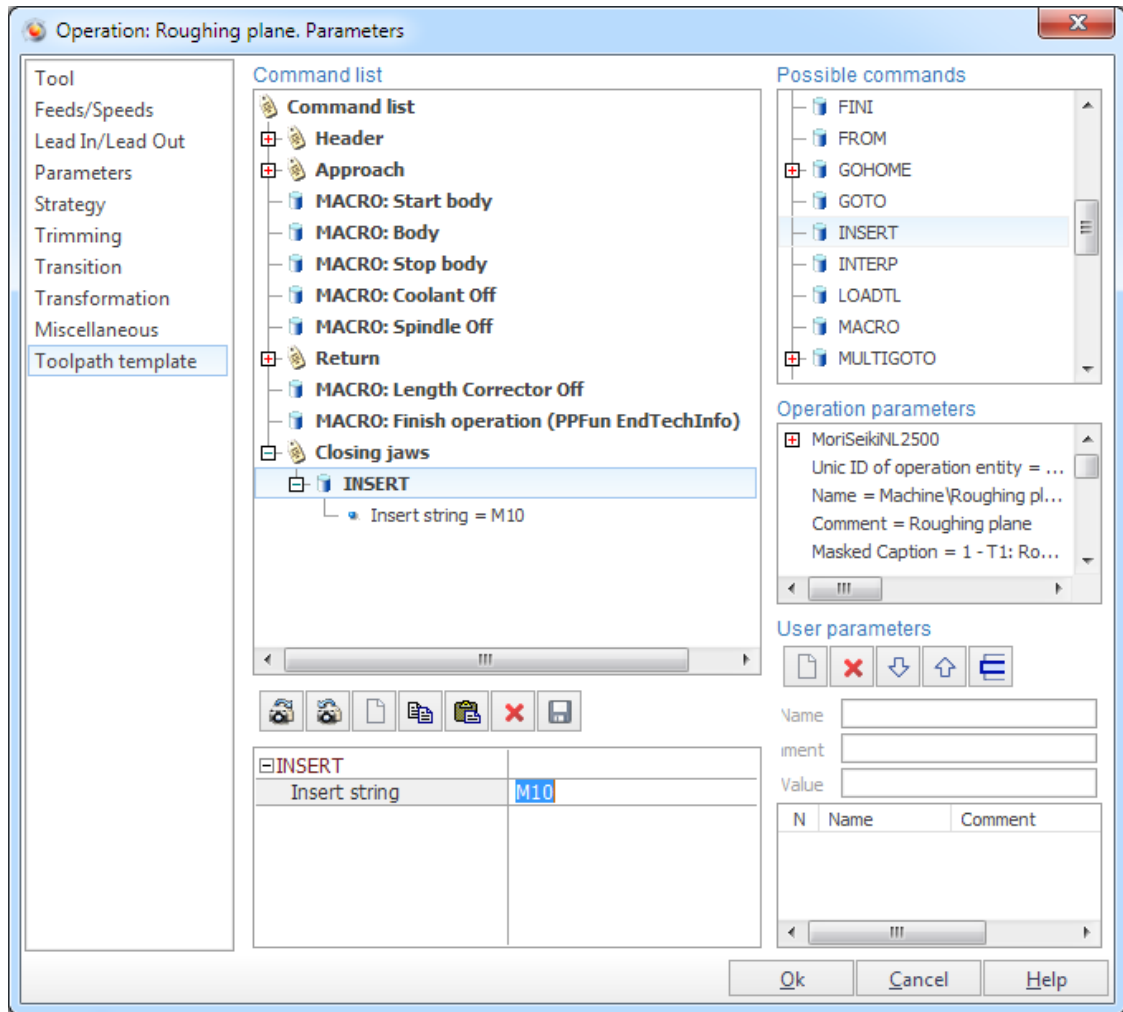 Operation: Roughing plane. Parameters
Tool
Feeds/Speeds
Lead In/Lead Out
Parameters
Strategy
Trimming
Transition
Transformation
Miscellaneous
Toolpath template
Command list
Command list
Header
Approach
MACRO: Start body
MACRO: Body
MACRO: Stop body
MACRO: Coolant Off
MACRO: Spindle Off
Return
MACRO: Length Corrector Off
MACRO: Finish operation (PPFun EndTechInfo)
Closing jaws
INSERT
Insert string = M10
INSERT
Insert string M10
Possible commands
FINI
FROM
GOHOME
GOTO
INSERT
INTERP
LOADTL
MACRO
MULTIGOTO
Operation parameters
MoriSeikiNL2500
Unic ID of operation entity = ...
Name = Machine\Roughing pl...
Comment = Roughing plane
Masked Caption = 1 - T1: Ro...
User parameters
Name
ment
Value
N Name Comment
Ok Cancel Help